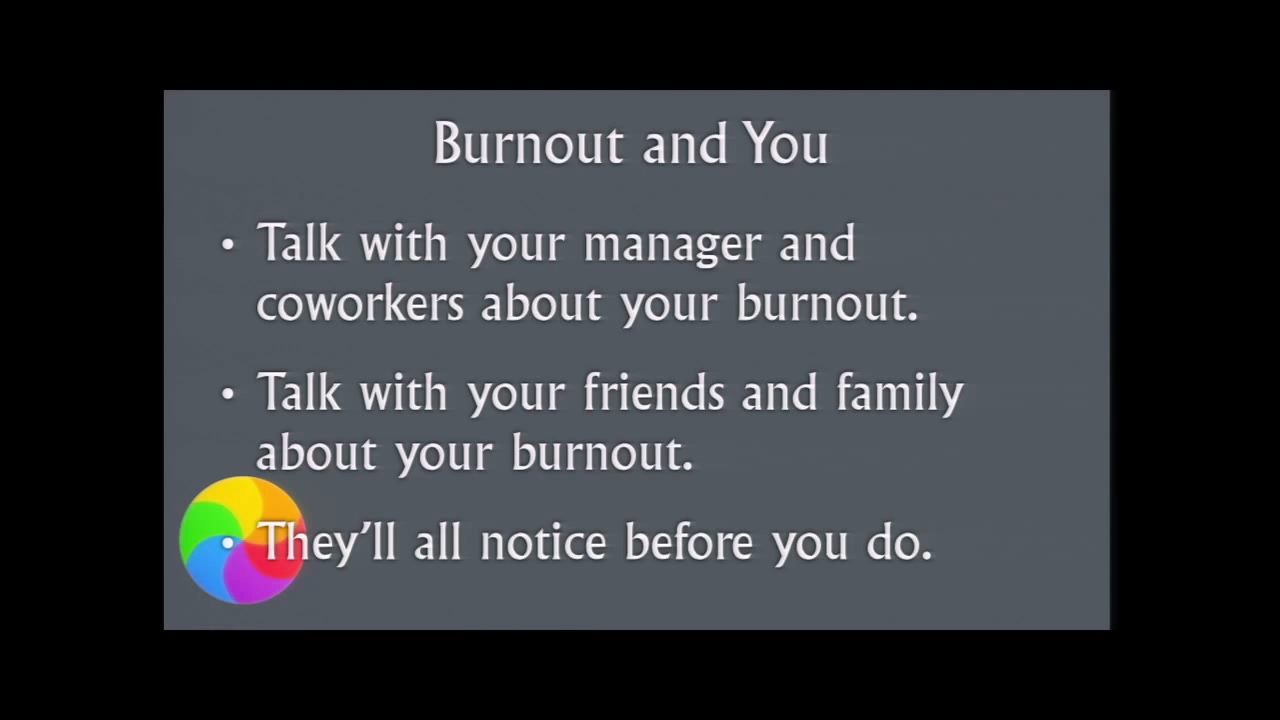 Burnout and You
• Talk with your manager and
coworkers about your burnout.
• Talk with your friends and family
about your burnout.
• They’ll all notice before you do.